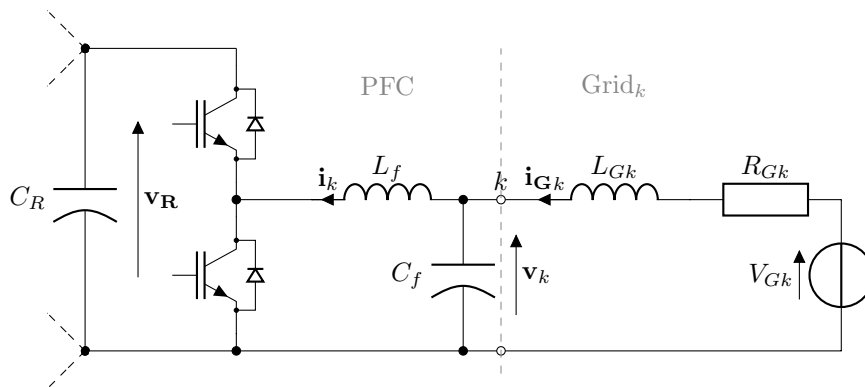 PFC Grid_k
i_k L_f k i_Gk L_Gk R_Gk
C_R v_R
C_f v_k V_Gk